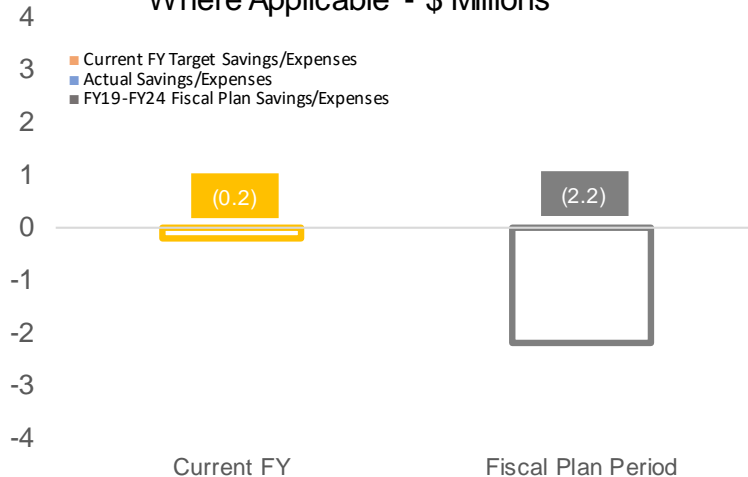 Where Applicable - $ Millions
4
3
2
1
0
-1
-2
-3
-4
Current FY Target Savings/Expenses
Actual Savings/Expenses
FY19-FY24 Fiscal Plan Savings/Expenses
(0.2)
(2.2)
Current FY
Fiscal Plan Period